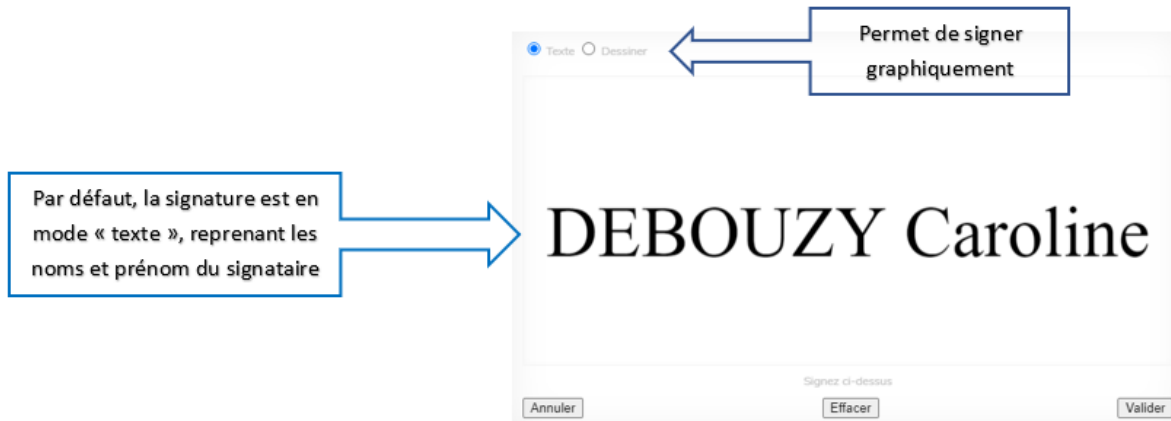 Permet de signer
graphiquement
Texte Dessiner
Par défaut, la signature est en
mode « texte », reprenant les
noms et prénom du signataire
DEBOUZY Caroline
Signez ci-dessus
Annuler Effacer Valider